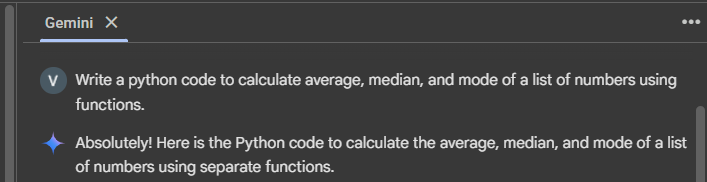 Gemini
V
Write a python code to calculate average, median, and mode of a list of numbers using
functions.
Absolutely! Here is the Python code to calculate the average, median, and mode of a list
of numbers using separate functions.